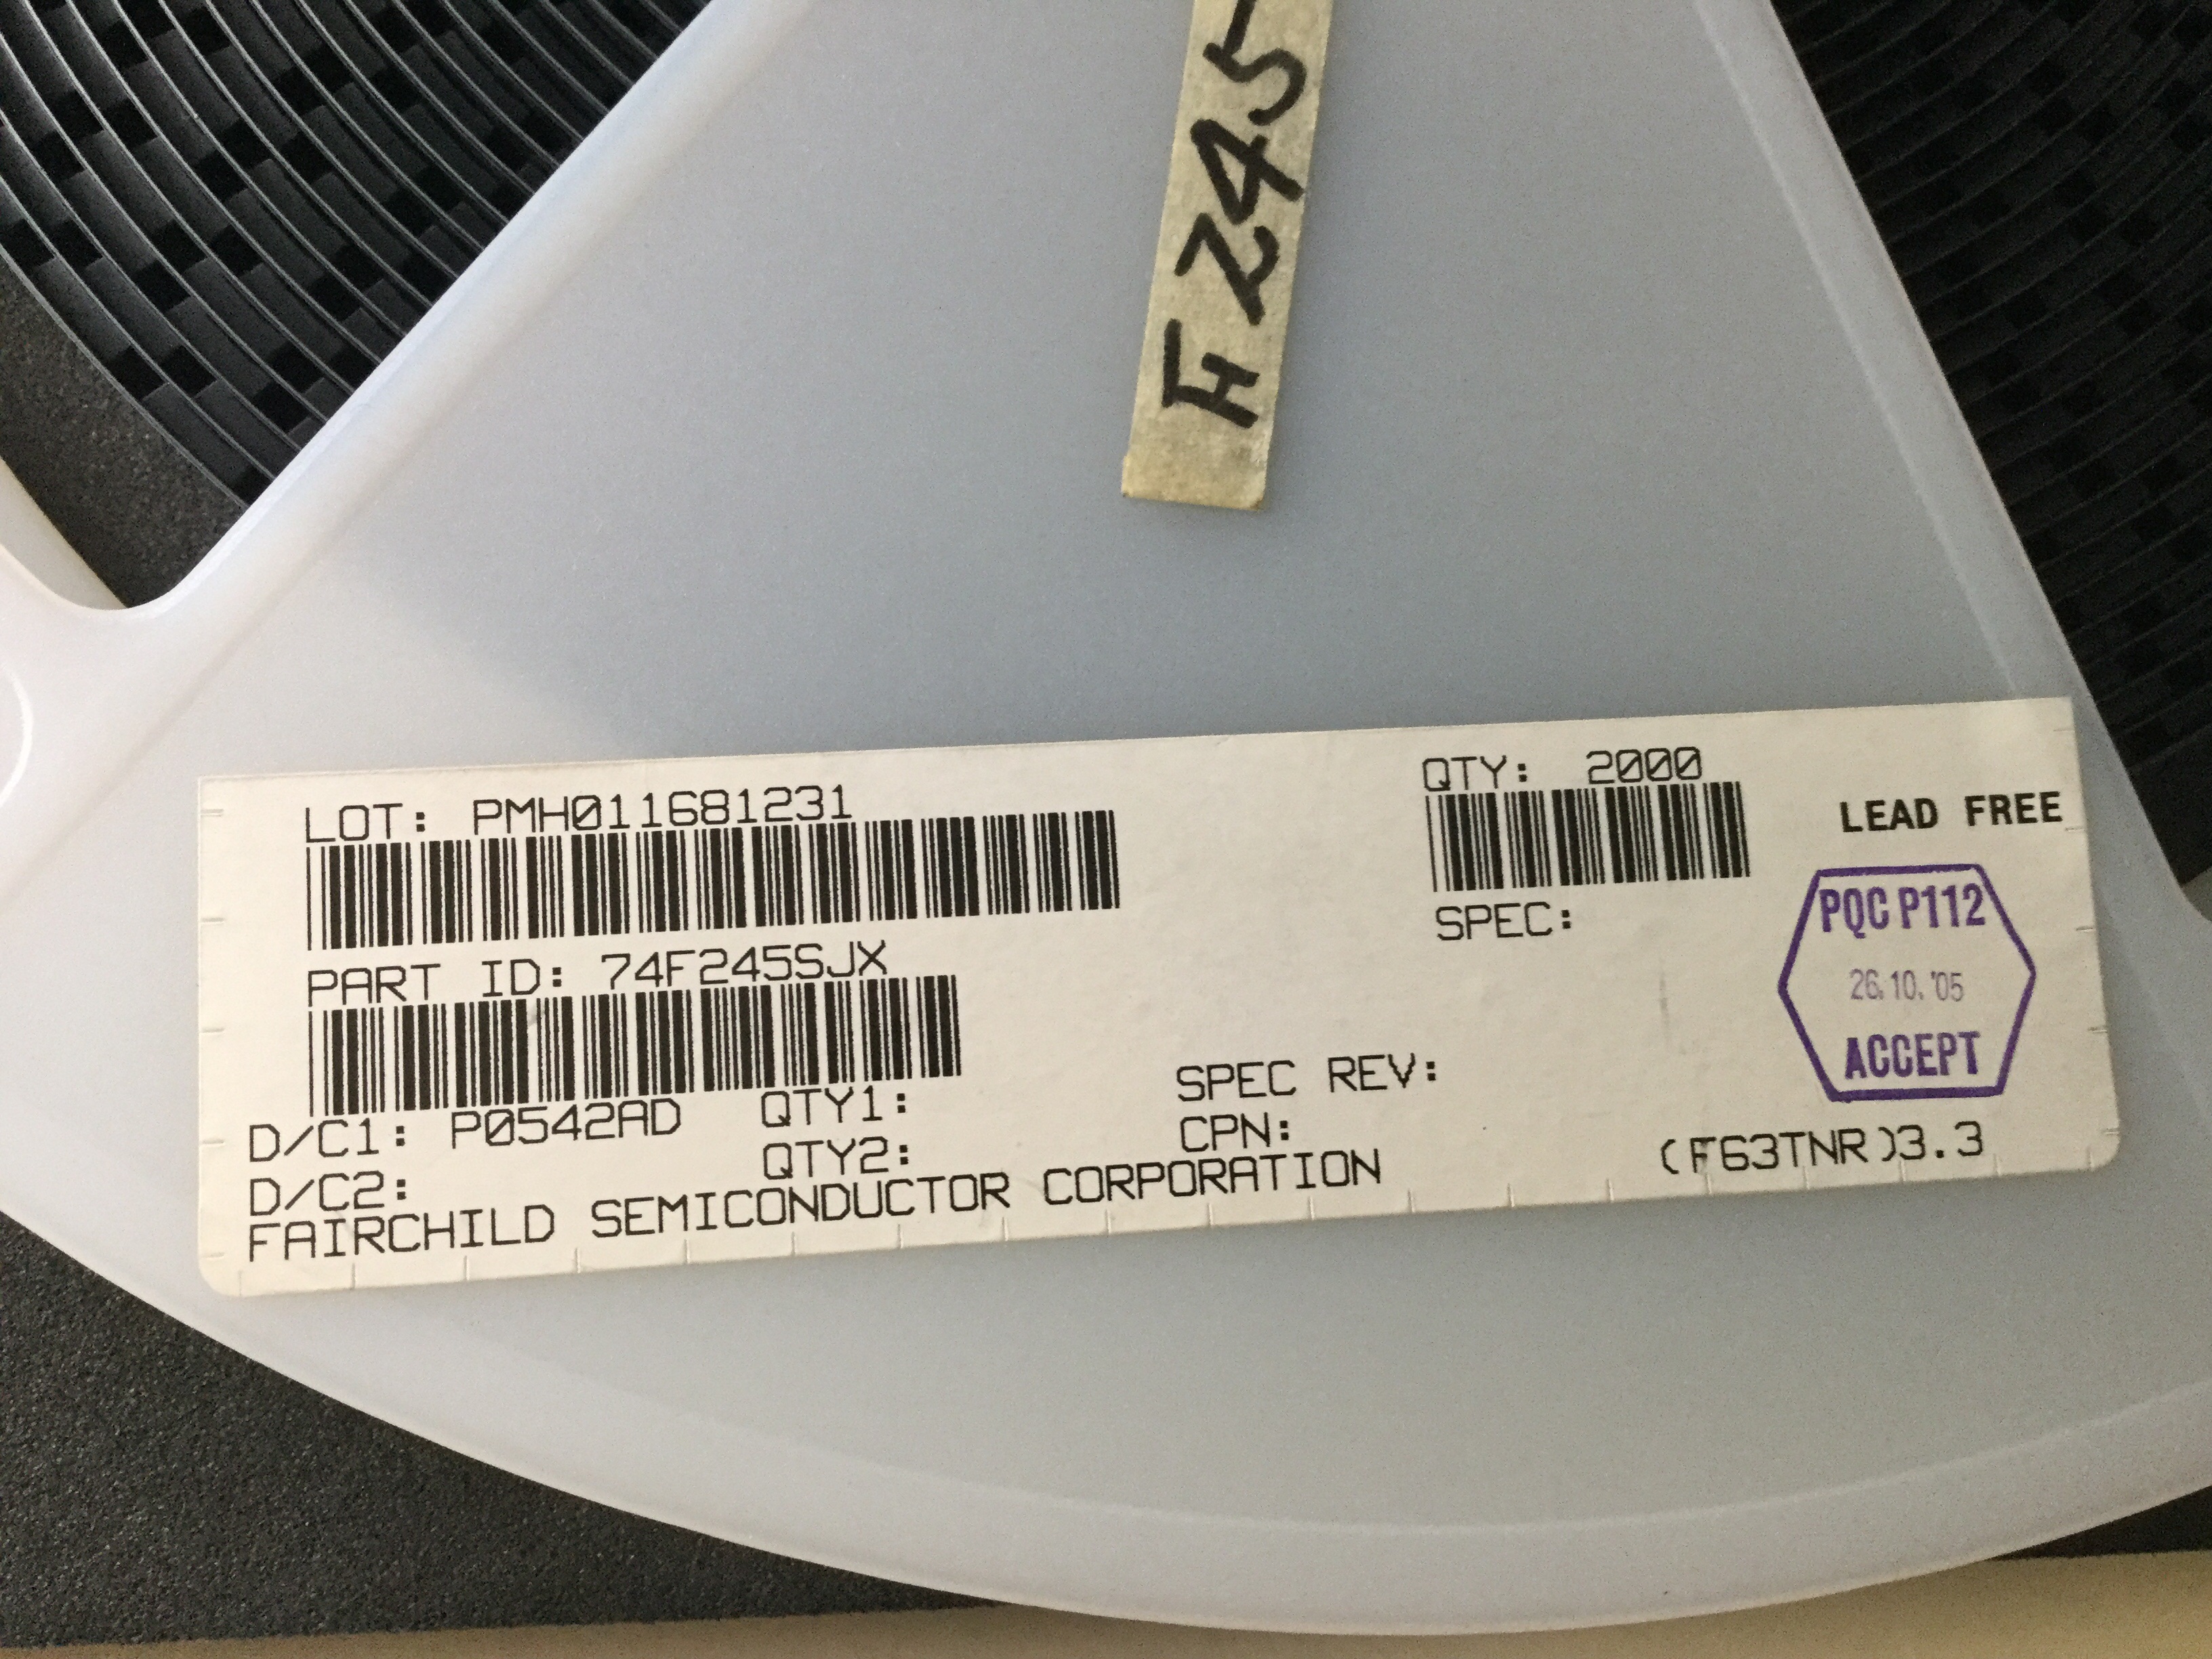 F 245
LOT: PMH011681231
QTY: 2000
LEAD FREE
SPEC:
PQC P112
26.10.'05
ACCEPT
PART ID: 74F245SJX
SPEC REV:
D/C1: P0542AD QTY1:
CPN:
D/C2: QTY2:
(F63TNR)3.3
FAIRCHILD SEMICONDUCTOR CORPORATION